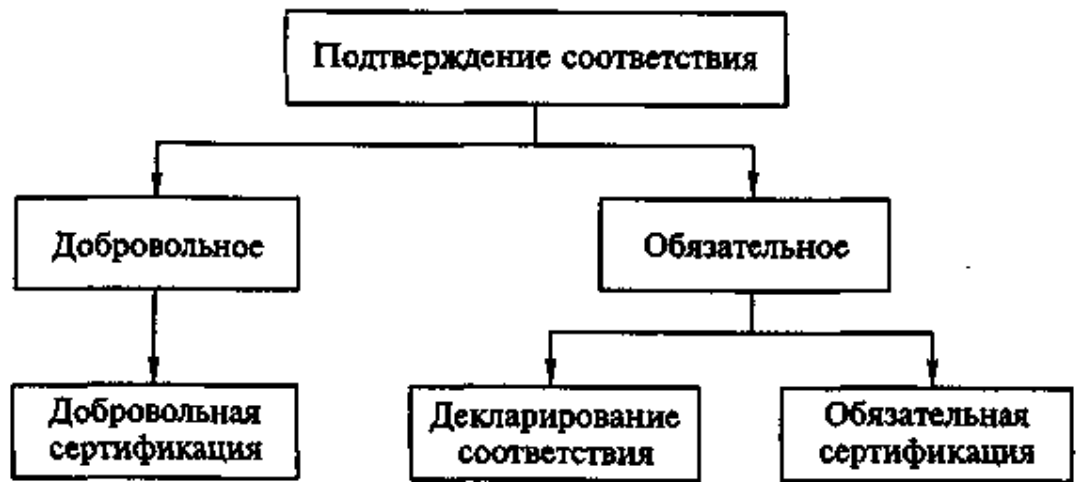 Подтверждение соответствия
Добровольное
Обязательное
Добровольная
сертификация
Декларирование
соответствия
Обязательная
сертификация